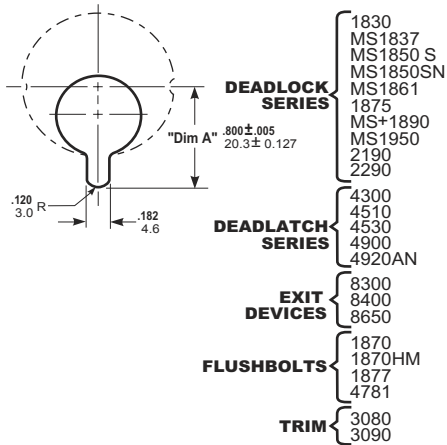 "Dim A"
.800±.005
20.3± 0.127
.120
3.0 R
.182
4.6
DEADLOCK
SERIES
1830
MS1837
MS1850 S
MS1850SN
MS1861
1875
MS+1890
MS1950
2190
2290
DEADLATCH
SERIES
4300
4510
4530
4900
4920AN
EXIT
DEVICES
8300
8400
8650
FLUSHBOLTS
1870
1870HM
1877
4781
TRIM
3080
3090